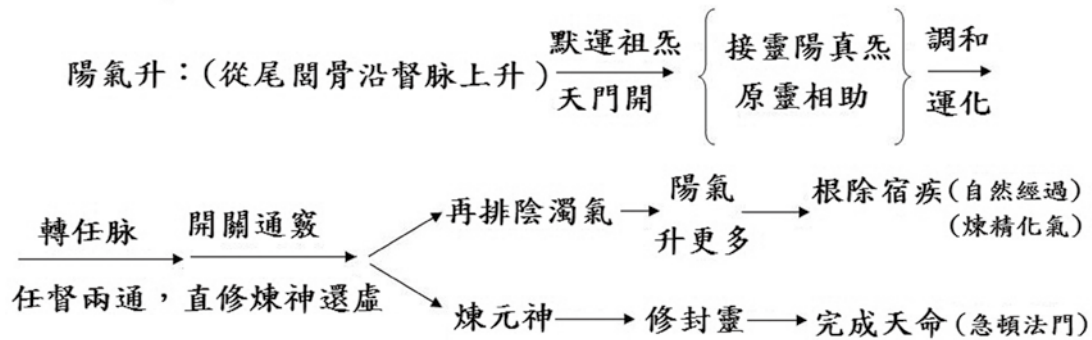 陽氣升：(從尾閭骨沿督脉上升)
默運祖炁
天門開
接靈陽真炁
原靈相助
調和
運化
轉任脉
任督兩通，直修煉神還虛
開關通竅
再排陰濁氣
陽氣
升更多
根除宿疾(自然經過)
(煉精化氣)
煉元神
修封靈
完成天命(急頓法門)